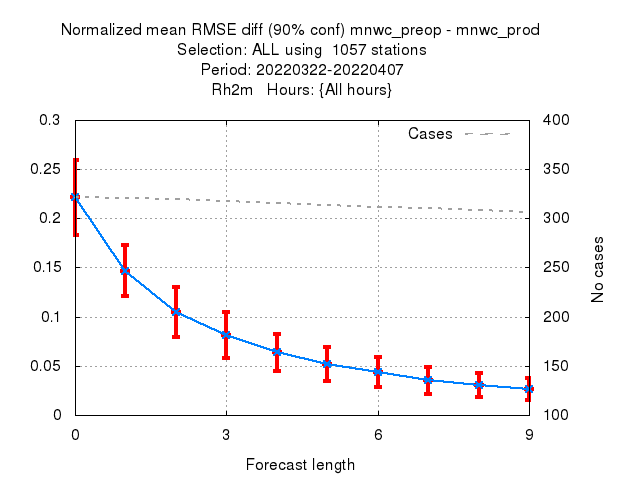 Normalized mean RMSE diff (90% conf) mnwc_preop - mnwc_prod
Selection: ALL using  1057 stations
Period: 20220322-20220407
Rh2m   Hours: {All hours}
0.3
0.25
0.2
0.15
0.1
0.05
0
400
350
300
250
200
150
100
Cases
No cases
0
3
6
9
Forecast length